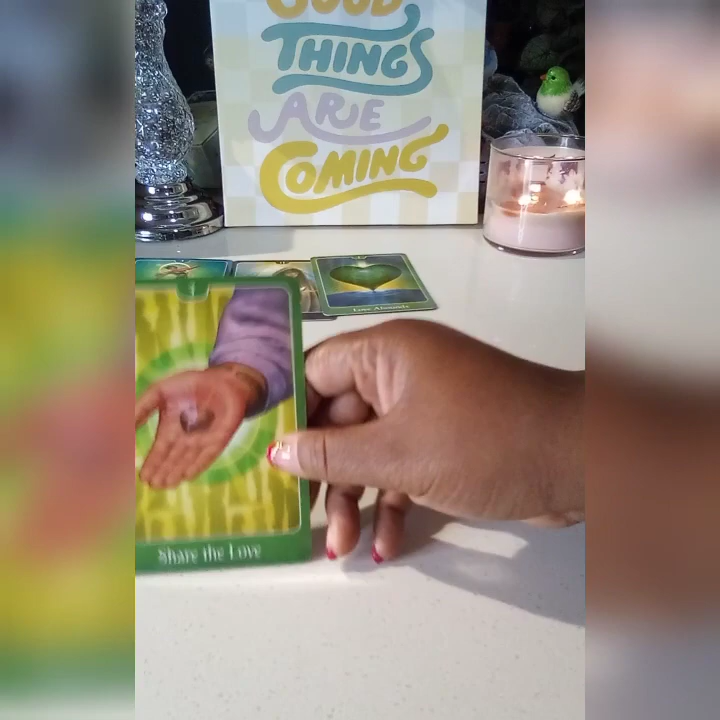 GOOD
THINGS
ARE
COMING
Love Abounds
Share the Love